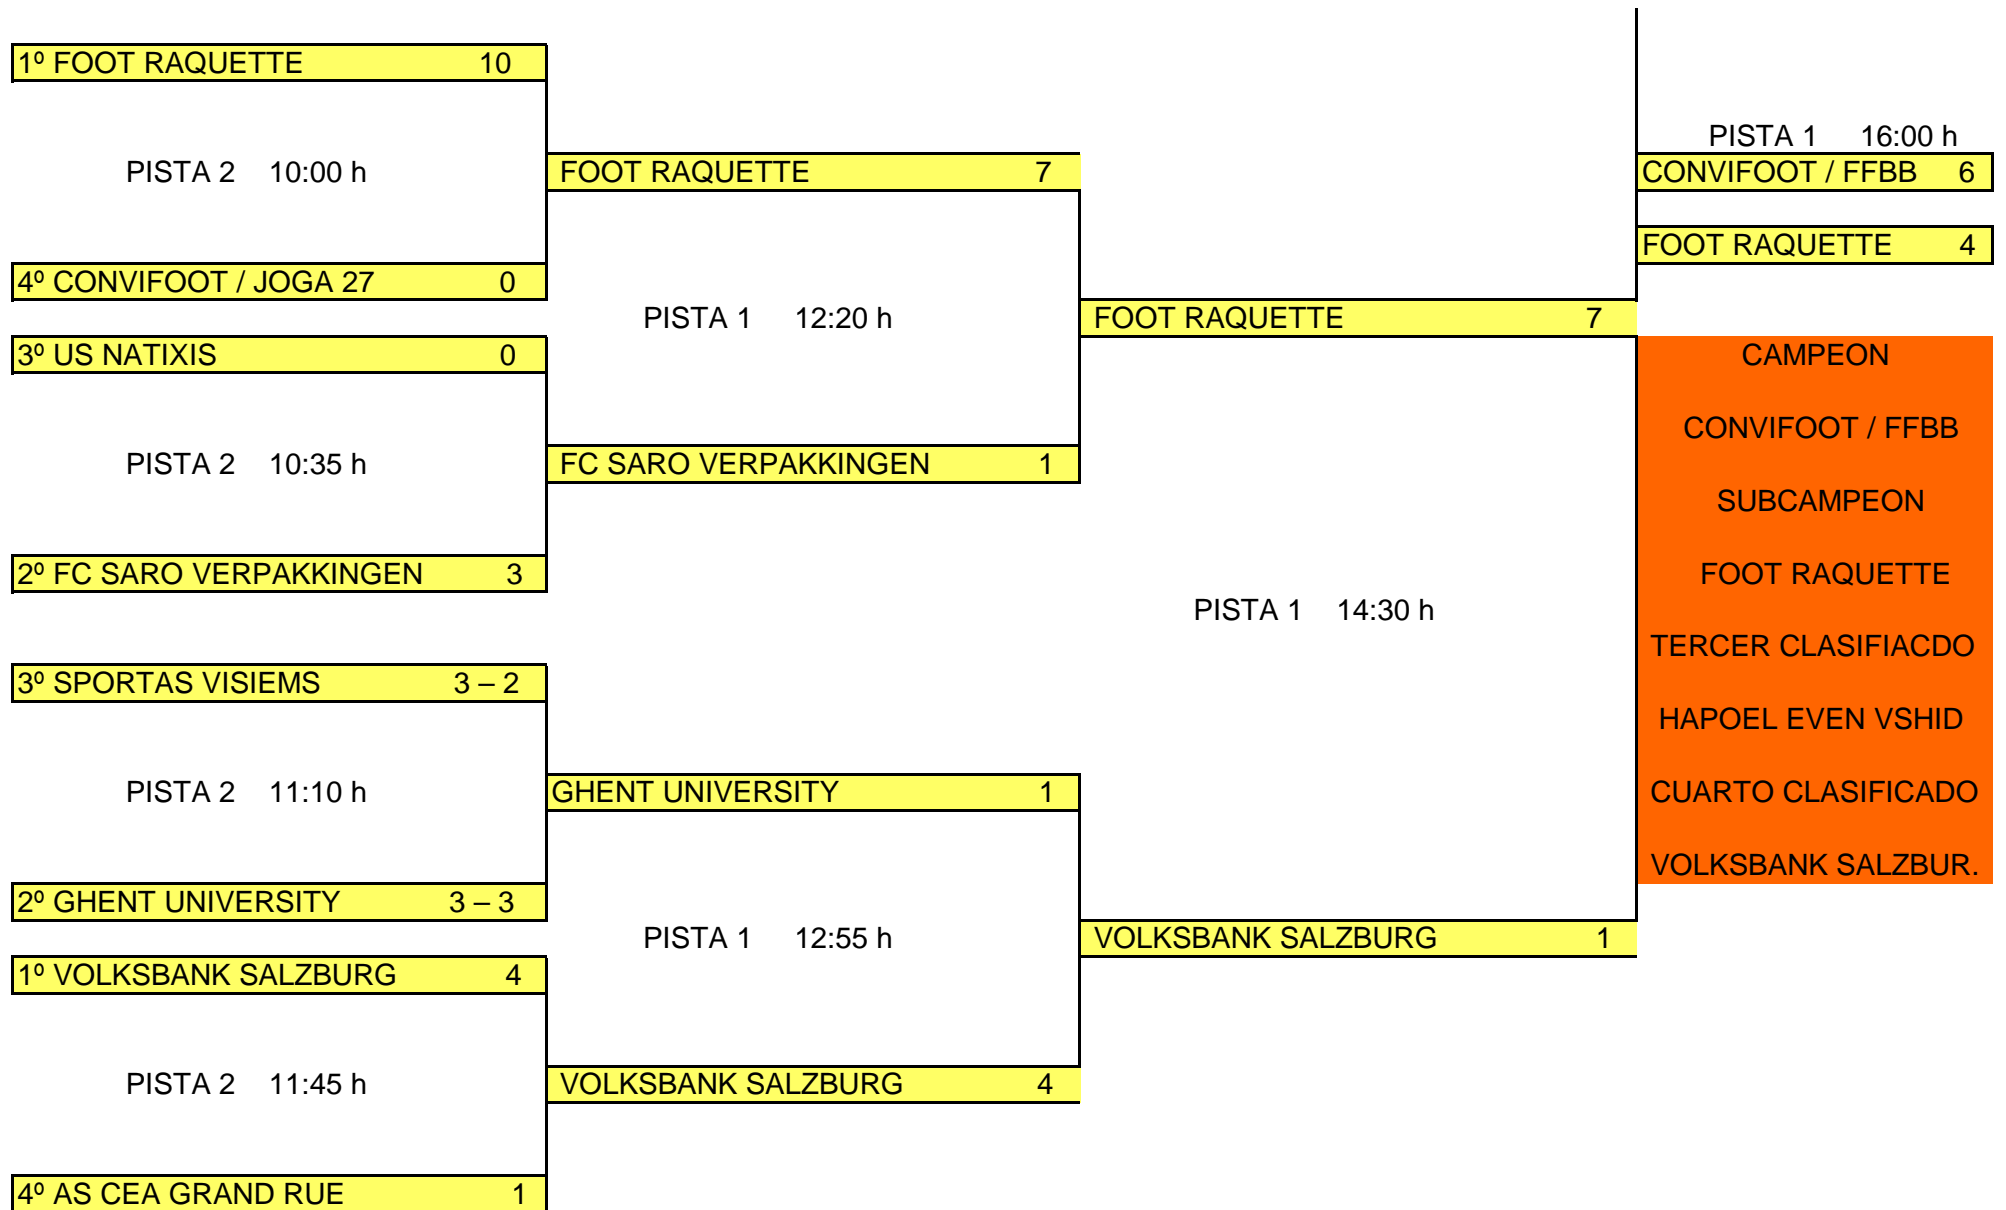 1º FOOT RAQUETTE 10
PISTA 2 10:00 h
4º CONVIFOOT / JOGA 27 0
3º US NATIXIS 0
PISTA 2 10:35 h
2º FC SARO VERPAKKINGEN 3
3º SPORTAS VISIEMS 3 – 2
PISTA 2 11:10 h
2º GHENT UNIVERSITY 3 – 3
1º VOLKSBANK SALZBURG 4
PISTA 2 11:45 h
4º AS CEA GRAND RUE 1
FOOT RAQUETTE 7
PISTA 1 12:20 h
FC SARO VERPAKKINGEN 1
GHENT UNIVERSITY 1
PISTA 1 12:55 h
VOLKSBANK SALZBURG 4
FOOT RAQUETTE 7
PISTA 1 14:30 h
VOLKSBANK SALZBURG 1
PISTA 1 16:00 h
CONVIFOOT / FFBB 6
FOOT RAQUETTE 4
CAMPEON
CONVIFOOT / FFBB
SUBCAMPEON
FOOT RAQUETTE
TERCER CLASIFIACDO
HAPOEL EVEN VSHID
CUARTO CLASIFICADO
VOLKSBANK SALZBUR.